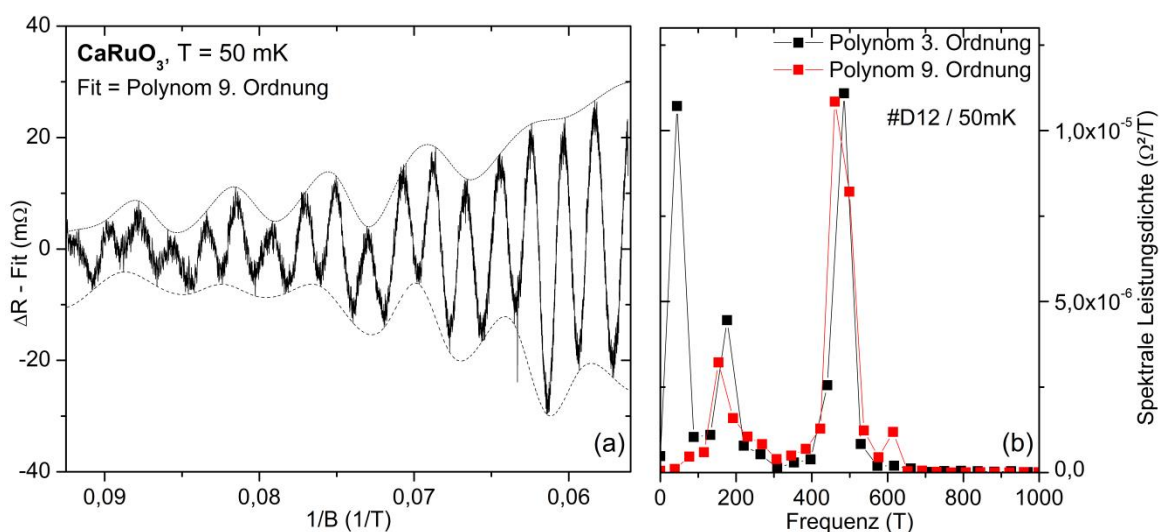 CaRuO₃, T = 50 mK
Fit = Polynom 9. Ordnung
ΔR - Fit (mΩ)
40
20
0
-20
-40
0,09
0,08
0,07
0,06
1/B (1/T)
(a)
Polynom 3. Ordnung
Polynom 9. Ordnung
#D12 / 50mK
1,0x10⁻⁵
5,0x10⁻⁶
0,0
Spektrale Leistungsdichte (Ω²/T)
(b)
0 200 400 600 800 1000
Frequenz (T)